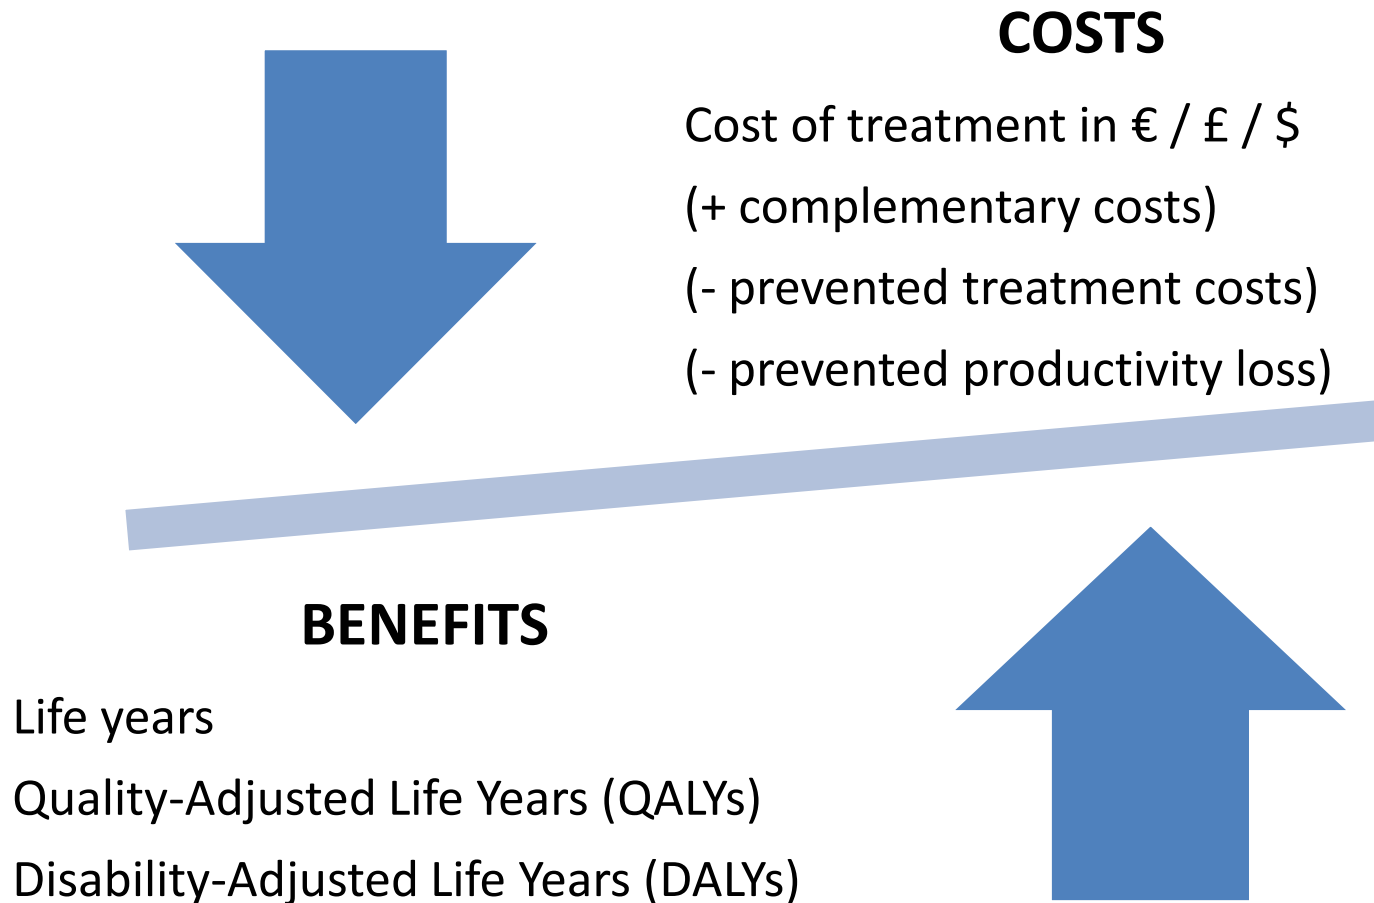 COSTS
Cost of treatment in € / £ / $
(+ complementary costs)
(- prevented treatment costs)
(- prevented productivity loss)
BENEFITS
Life years
Quality-Adjusted Life Years (QALYs)
Disability-Adjusted Life Years (DALYs)